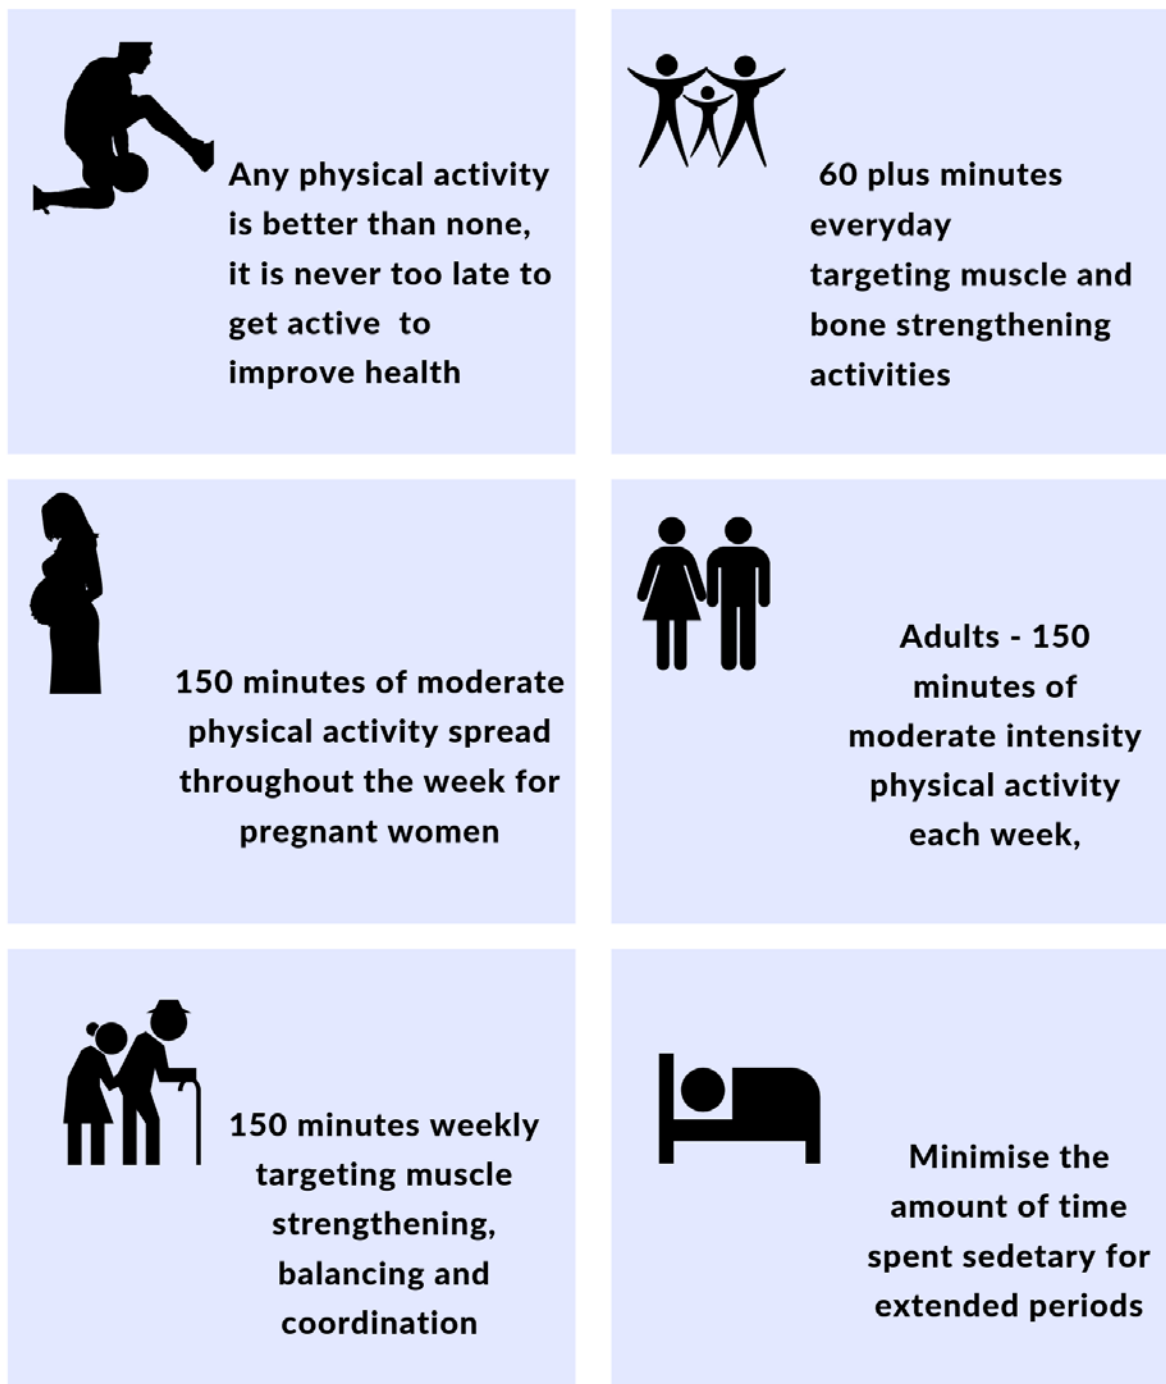 Any physical activity
is better than none,
it is never too late to
get active to
improve health
60 plus minutes
everyday
targeting muscle and
bone strengthening
activities
150 minutes of moderate
physical activity spread
throughout the week for
pregnant women
Adults - 150
minutes of
moderate intensity
physical activity
each week,
150 minutes weekly
targeting muscle
strengthening,
balancing and
coordination
Minimise the
amount of time
spent sedetary for
extended periods